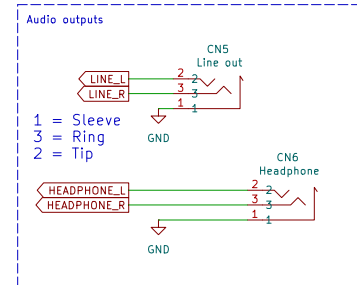 Audio outputs
CN5
Line out
LINE_L 2 2
LINE_R 3 3
1 1
GND
1 = Sleeve
3 = Ring
2 = Tip
CN6
Headphone
HEADPHONE_L 2 2
HEADPHONE_R 3 3
1 1
GND